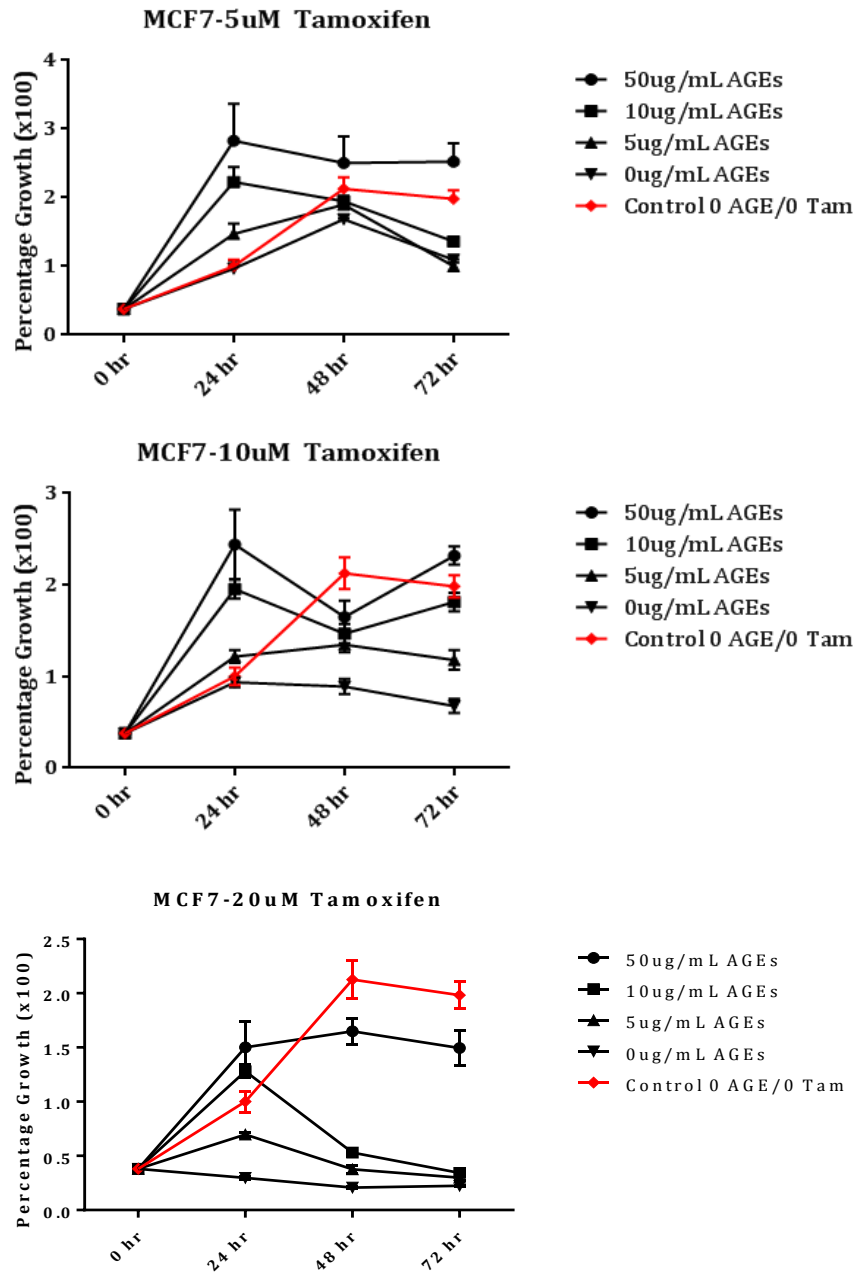 MCF7-5uM Tamoxifen
Percentage Growth (x100)
4
3
2
1
0
0 hr
24 hr
48 hr
72 hr
50ug/mL AGEs
10ug/mL AGEs
5ug/mL AGEs
0ug/mL AGEs
Control 0 AGE/0 Tam
MCF7-10uM Tamoxifen
Percentage Growth (x100)
3
2
1
0
0 hr
24 hr
48 hr
72 hr
50ug/mL AGEs
10ug/mL AGEs
5ug/mL AGEs
0ug/mL AGEs
Control 0 AGE/0 Tam
MCF7-20uM Tamoxifen
Percentage Growth (x100)
2.5
2.0
1.5
1.0
0.5
0.0
0 hr
24 hr
48 hr
72 hr
50ug/mL AGEs
10ug/mL AGEs
5ug/mL AGEs
0ug/mL AGEs
Control 0 AGE/0 Tam